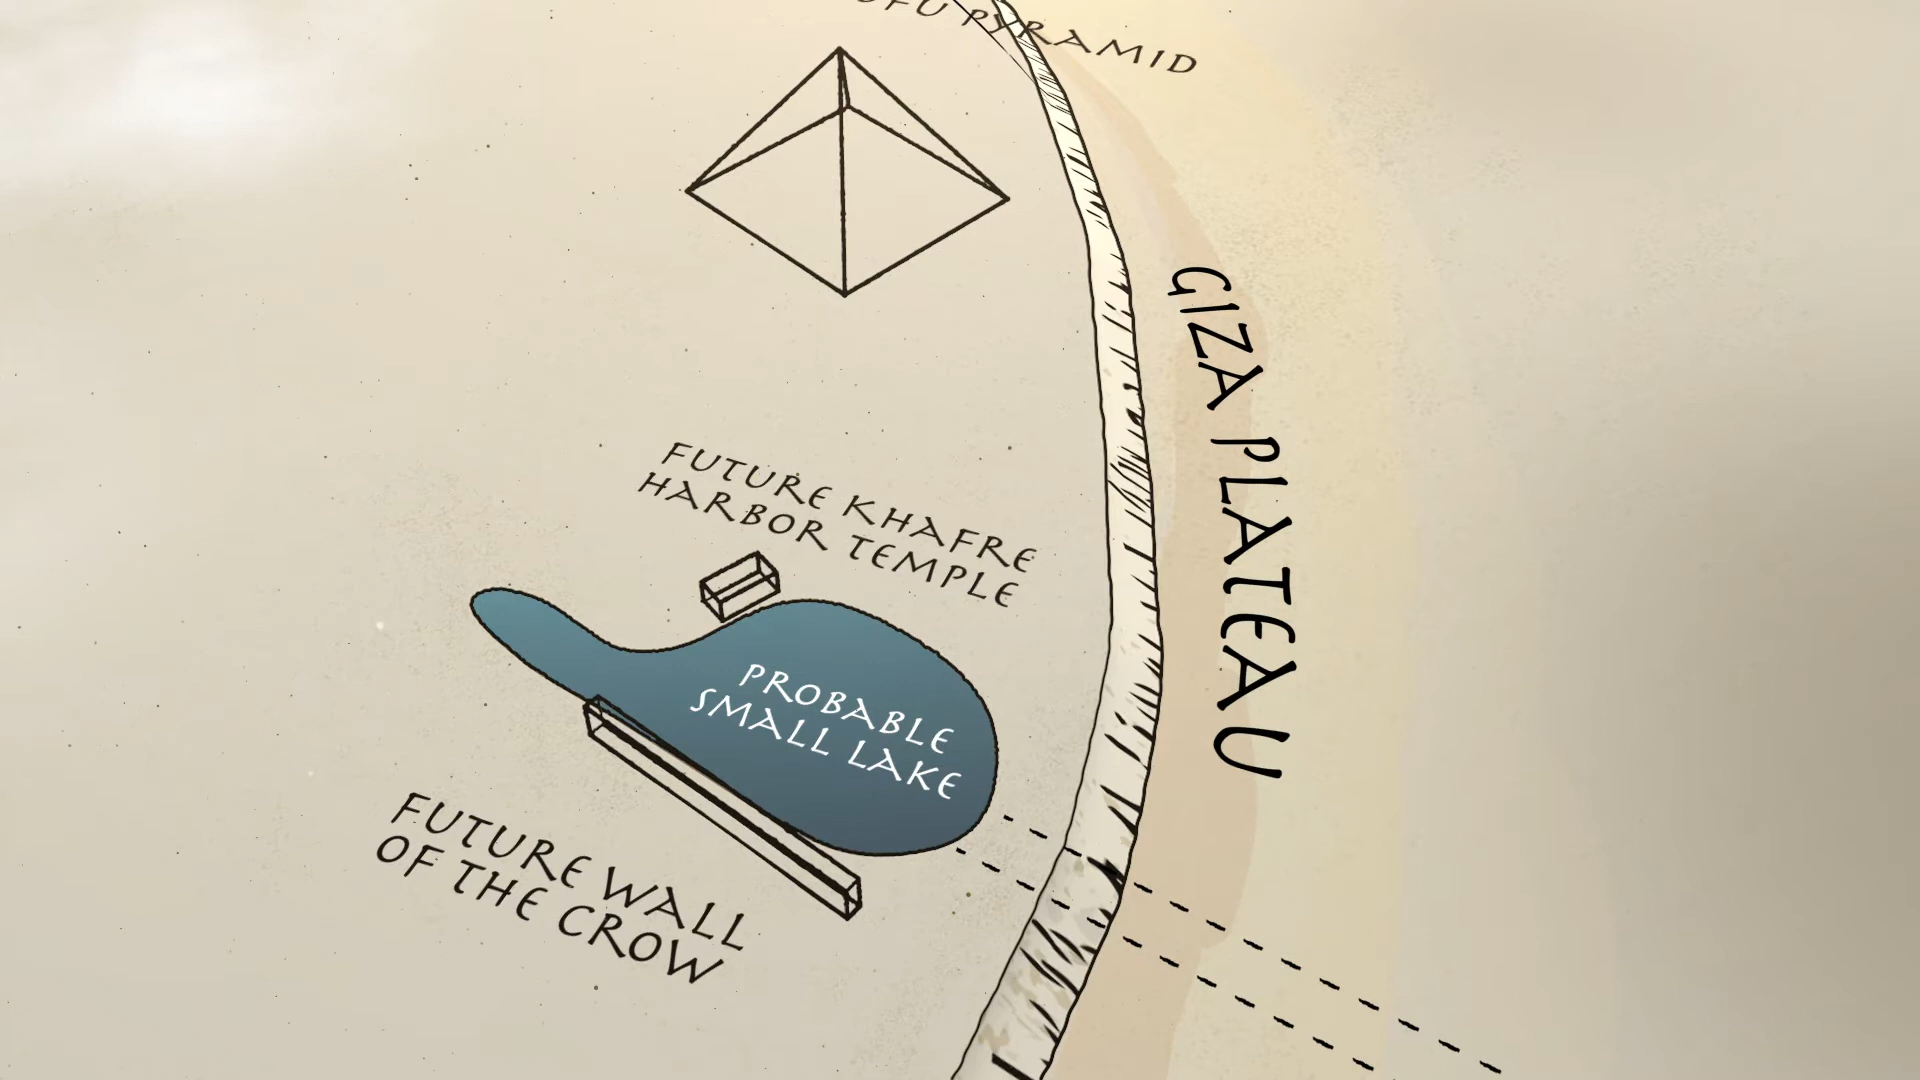 PYRAMID
GIZA PLATEAU
FUTURE KHAFRE
HARBOR TEMPLE
PROBABLE
SMALL LAKE
FUTURE WALL
OF THE CROW